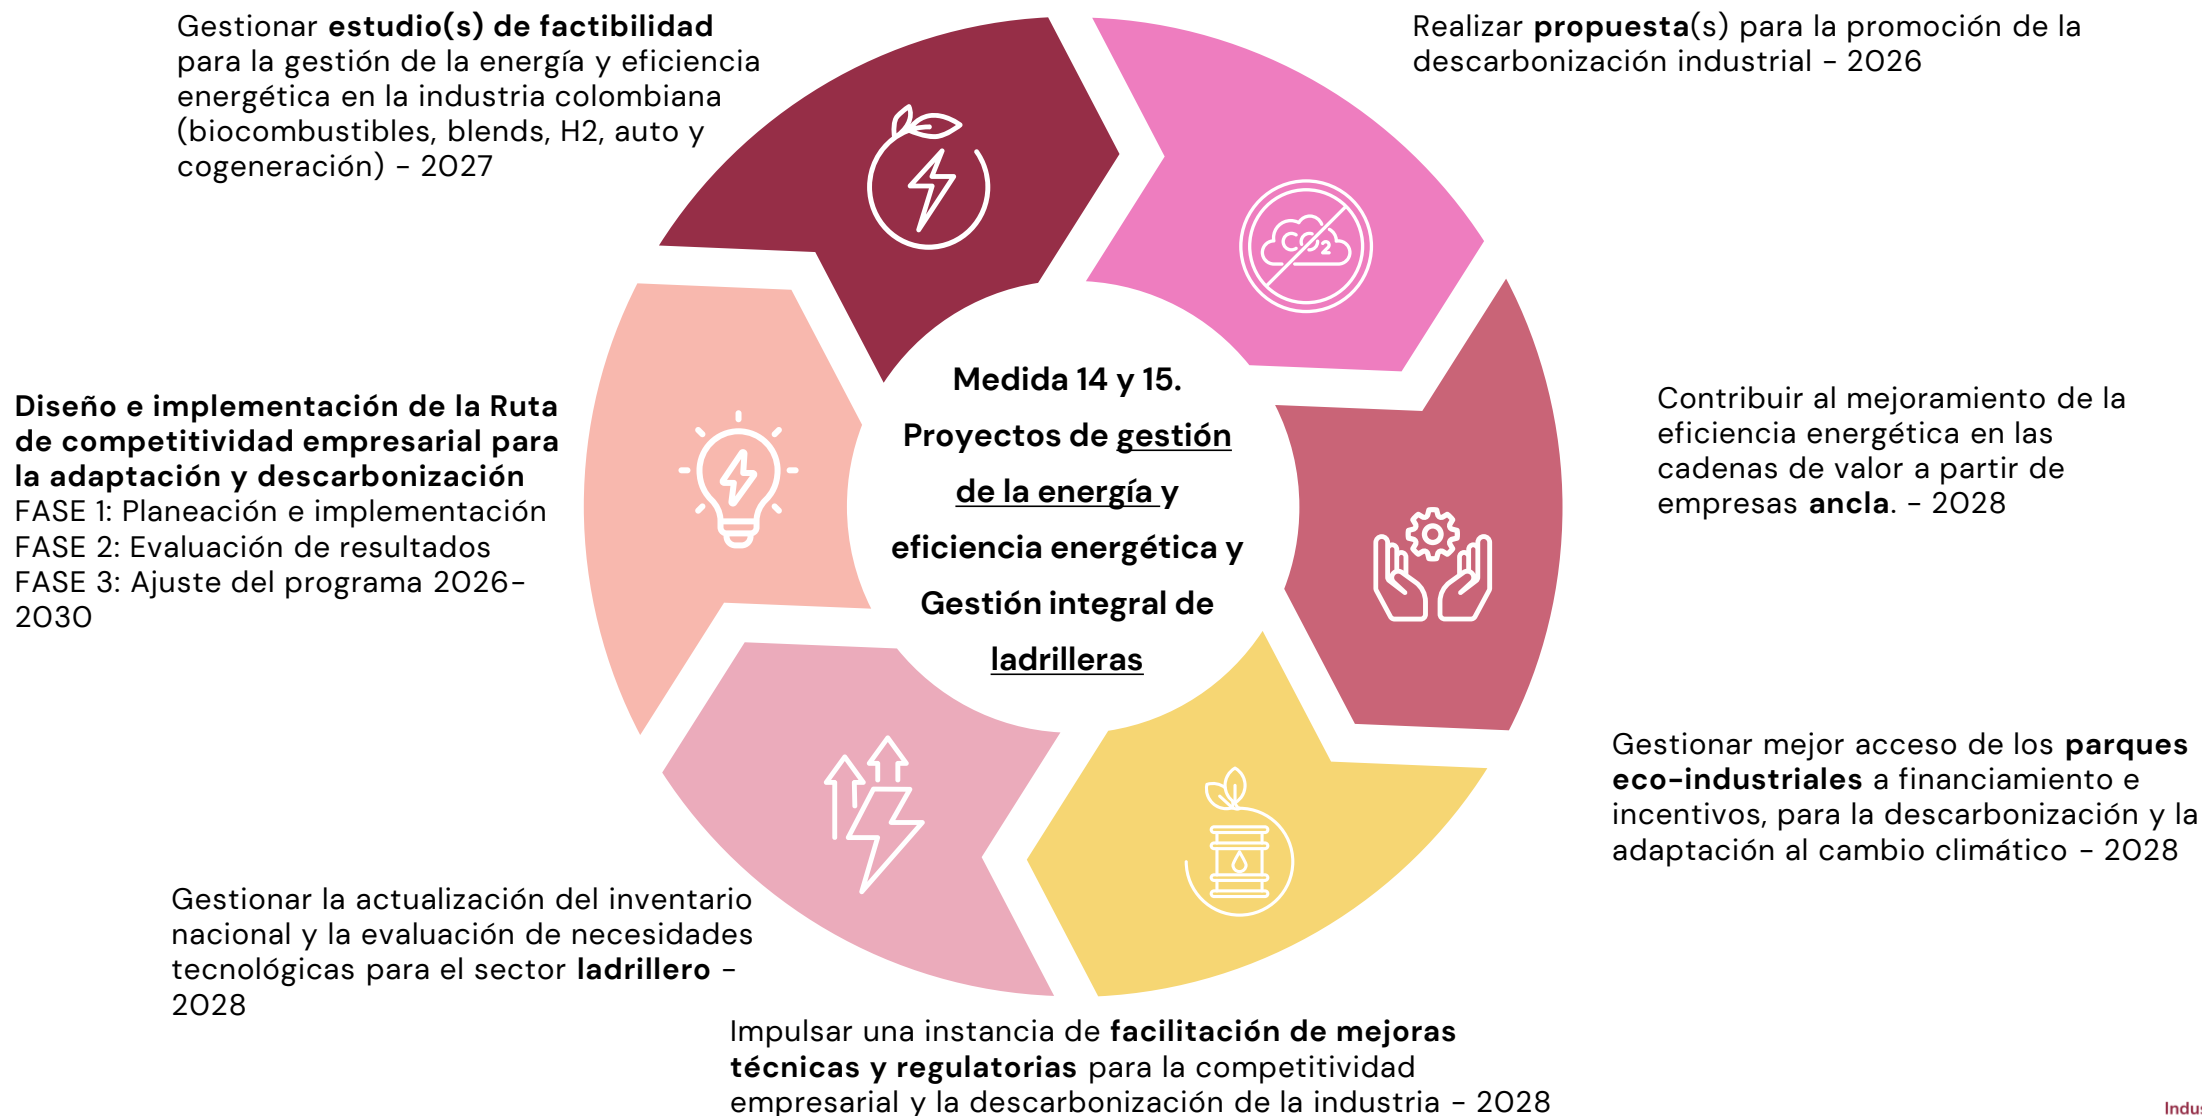 Gestionar estudio(s) de factibilidad
para la gestión de la energía y eficiencia
energética en la industria colombiana
(biocombustibles, blends, H2, auto y
cogeneración) - 2027
Realizar propuesta(s) para la promoción de la
descarbonización industrial - 2026
CO2
Diseño e implementación de la Ruta
de competitividad empresarial para
la adaptación y descarbonización
FASE 1: Planeación e implementación
FASE 2: Evaluación de resultados
FASE 3: Ajuste del programa 2026-
2030
Medida 14 y 15.
Proyectos de gestión
de la energía y
eficiencia energética y
Gestión integral de
ladrilleras
Contribuir al mejoramiento de la
eficiencia energética en las
cadenas de valor a partir de
empresas ancla. - 2028
Gestionar mejor acceso de los parques
eco-industriales a financiamiento e
incentivos, para la descarbonización y la
adaptación al cambio climático - 2028
Gestionar la actualización del inventario
nacional y la evaluación de necesidades
tecnológicas para el sector ladrillero -
2028
Impulsar una instancia de facilitación de mejoras
técnicas y regulatorias para la competitividad
empresarial y la descarbonización de la industria - 2028